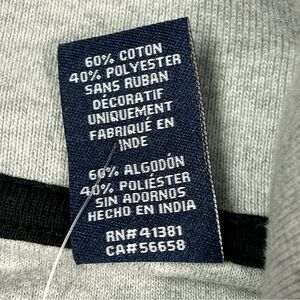 60% COTON
40% POLYESTER
SANS RUBAN
DÉCORATIF
UNIQUEMENT
FABRIQUÉ EN
INDE
60% ALGODÓN
40% POLIÉSTER
SIN ADORNOS
HECHO EN INDIA
RN#41381
CA#56658